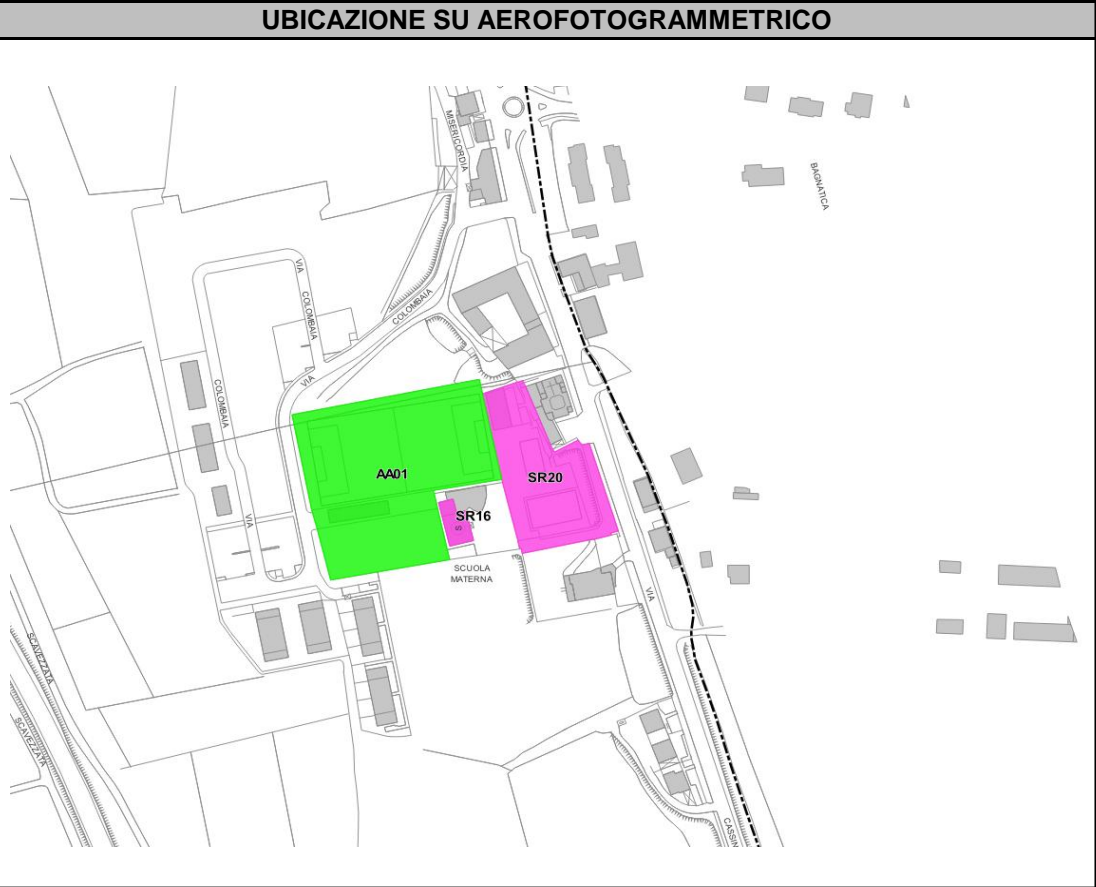 UBICAZIONE SU AEROFOTOGRAMMETRICO
MISERICORDIA
BAGNATICA
VIA
COLOMBAIA
COLOMBAIA
VIA
COLOMBAIA
VIA
AA01
SR20
SR16
S
SCUOLA
MATERNA
VIA
SCAVEZZATA
SCAVEZZATA
CASSIN